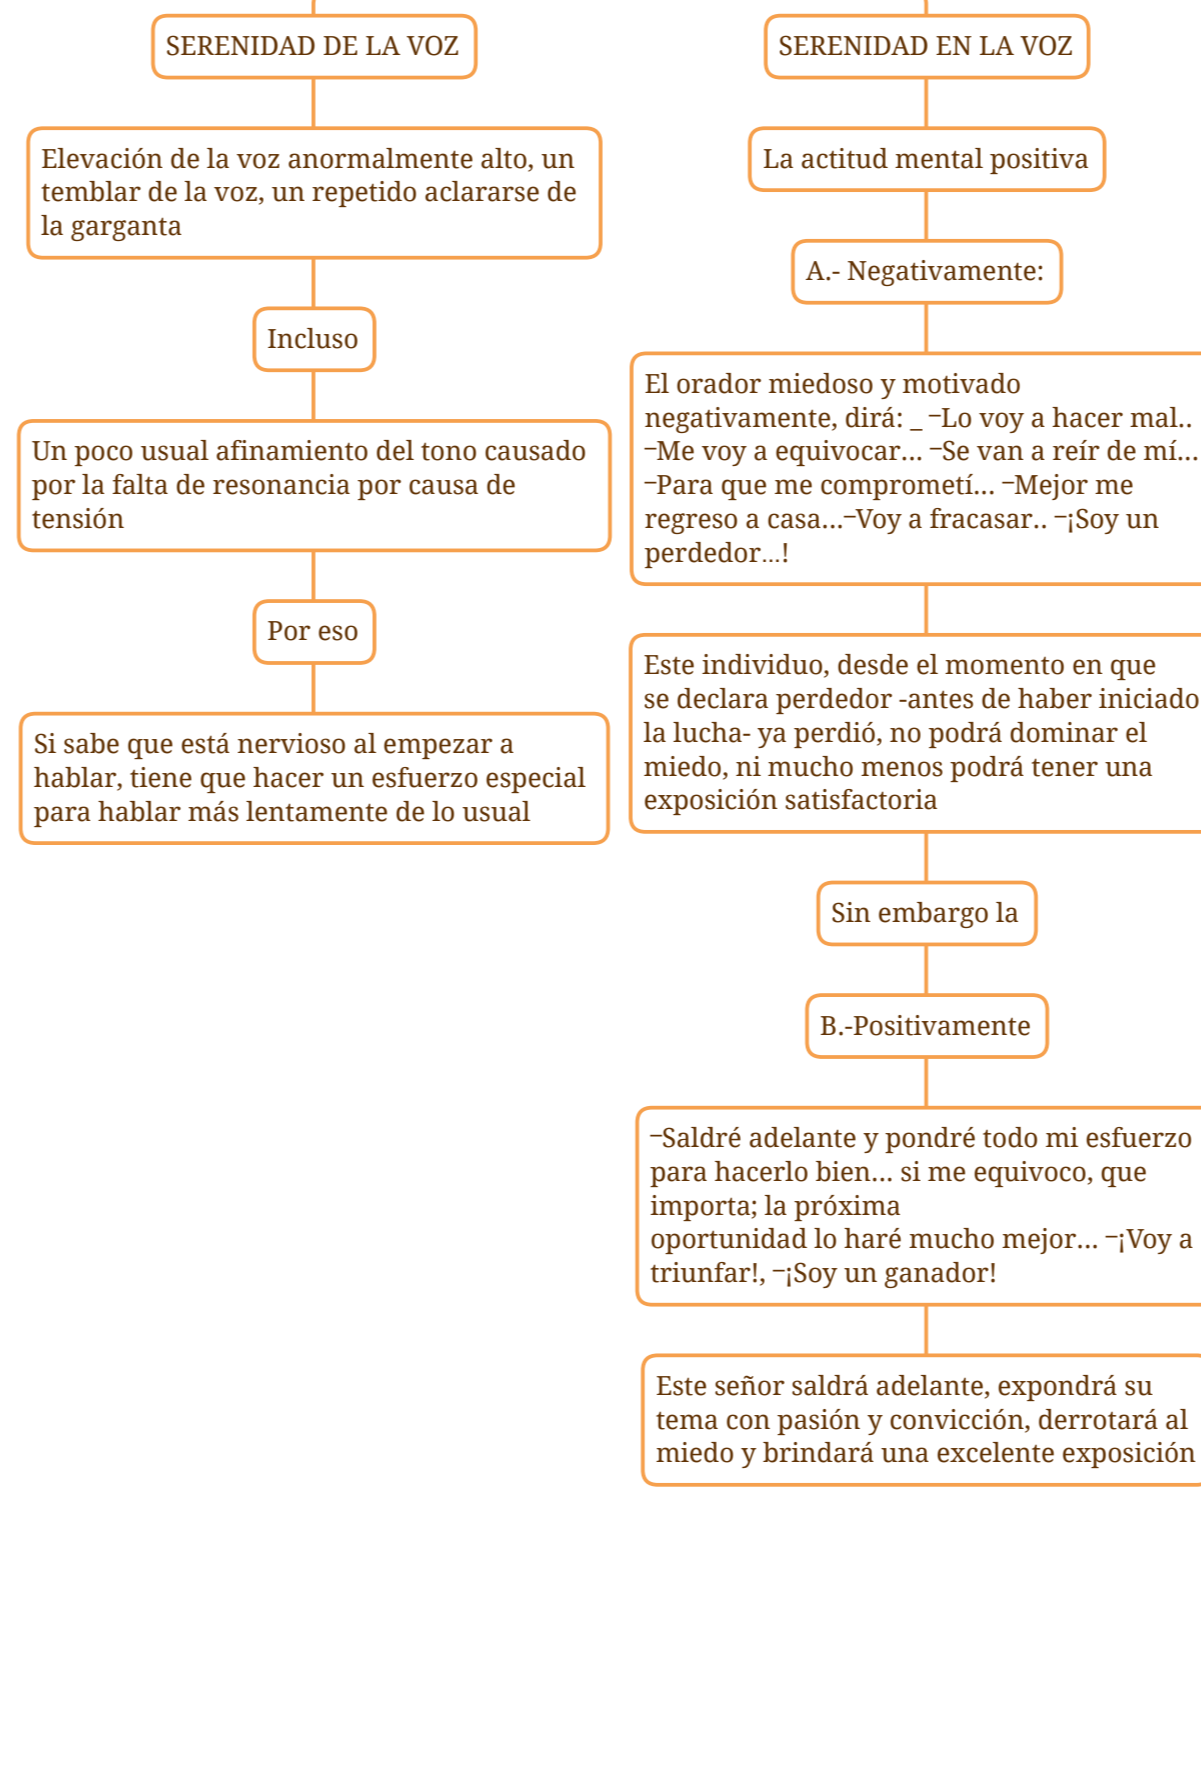 SERENIDAD DE LA VOZ
Elevación de la voz anormalmente alto, un
temblar de la voz, un repetido aclararse de
la garganta
Incluso
Un poco usual afinamiento del tono causado
por la falta de resonancia por causa de
tensión
Por eso
Si sabe que está nervioso al empezar a
hablar, tiene que hacer un esfuerzo especial
para hablar más lentamente de lo usual
SERENIDAD EN LA VOZ
La actitud mental positiva
A.- Negativamente:
El orador miedoso y motivado
negativamente, dirá: _ ‾Lo voy a hacer mal..
‾Me voy a equivocar... ‾Se van a reír de mí...
‾Para que me comprometí... ‾Mejor me
regreso a casa...‾Voy a fracasar.. ‾¡Soy un
perdedor...!
Este individuo, desde el momento en que
se declara perdedor -antes de haber iniciado
la lucha- ya perdió, no podrá dominar el
miedo, ni mucho menos podrá tener una
exposición satisfactoria
Sin embargo la
B.-Positivamente
‾Saldré adelante y pondré todo mi esfuerzo
para hacerlo bien... si me equivoco, que
importa; la próxima
oportunidad lo haré mucho mejor... ‾¡Voy a
triunfar!, ‾¡Soy un ganador!
Este señor saldrá adelante, expondrá su
tema con pasión y convicción, derrotará al
miedo y brindará una excelente exposición